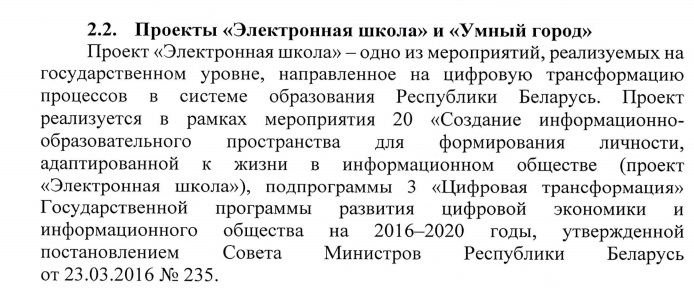 2.2. Проекты «Электронная школа» и «Умный город»
Проект «Электронная школа» – одно из мероприятий, реализуемых на
государственном уровне, направленное на цифровую трансформацию
процессов в системе образования Республики Беларусь. Проект
реализуется в рамках мероприятия 20 «Создание информационно-
образовательного пространства для формирования личности,
адаптированной к жизни в информационном обществе (проект
«Электронная школа»), подпрограммы 3 «Цифровая трансформация»
Государственной программы развития цифровой экономики и
информационного общества на 2016–2020 годы, утвержденной
постановлением Совета Министров Республики Беларусь
от 23.03.2016 № 235.